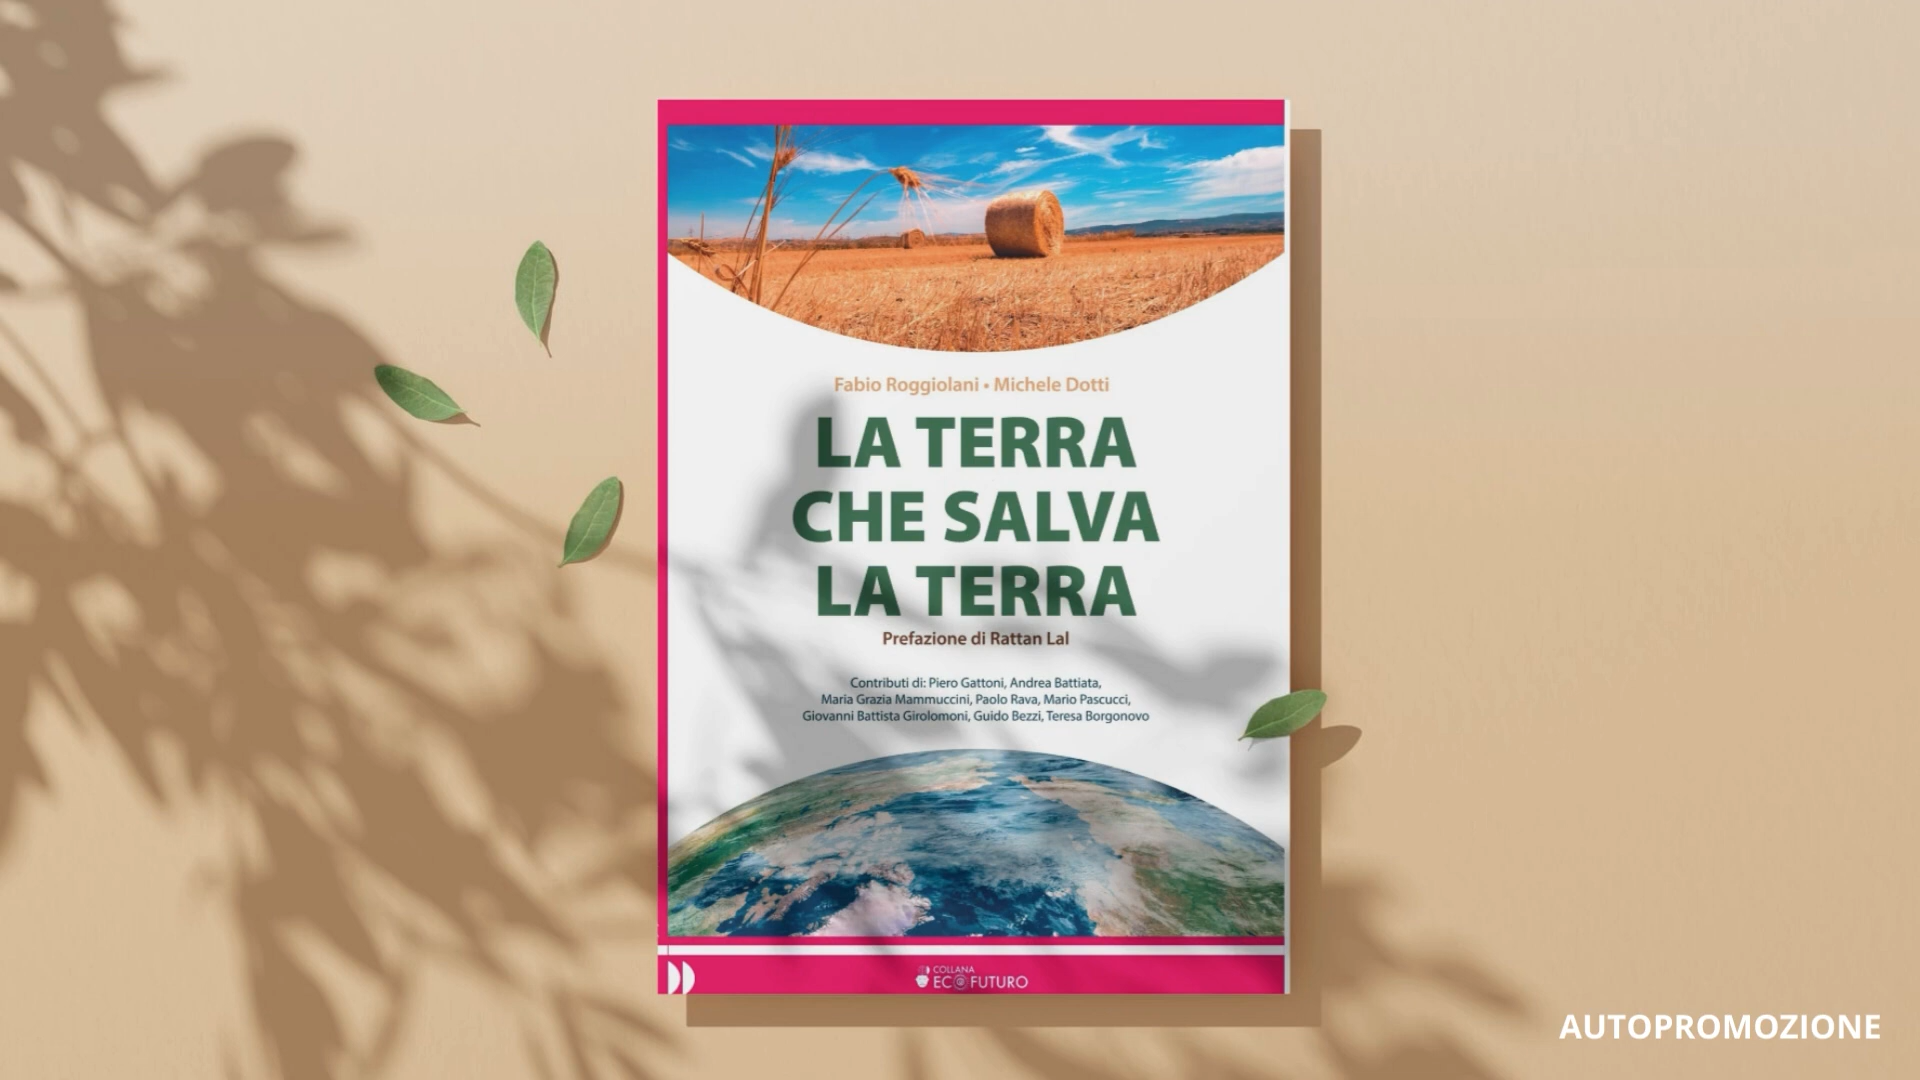 Fabio Roggiolani • Michele Dotti
LA TERRA
CHE SALVA
LA TERRA
Prefazione di Rattan Lal
Contributi di: Piero Gattoni, Andrea Battiata,
Maria Grazia Mammuccini, Paolo Rava, Mario Pascucci,
Giovanni Battista Girolomoni, Guido Bezzi, Teresa Borgonovo
COLLANA
ECOFUTURO
AUTOPROMOZIONE